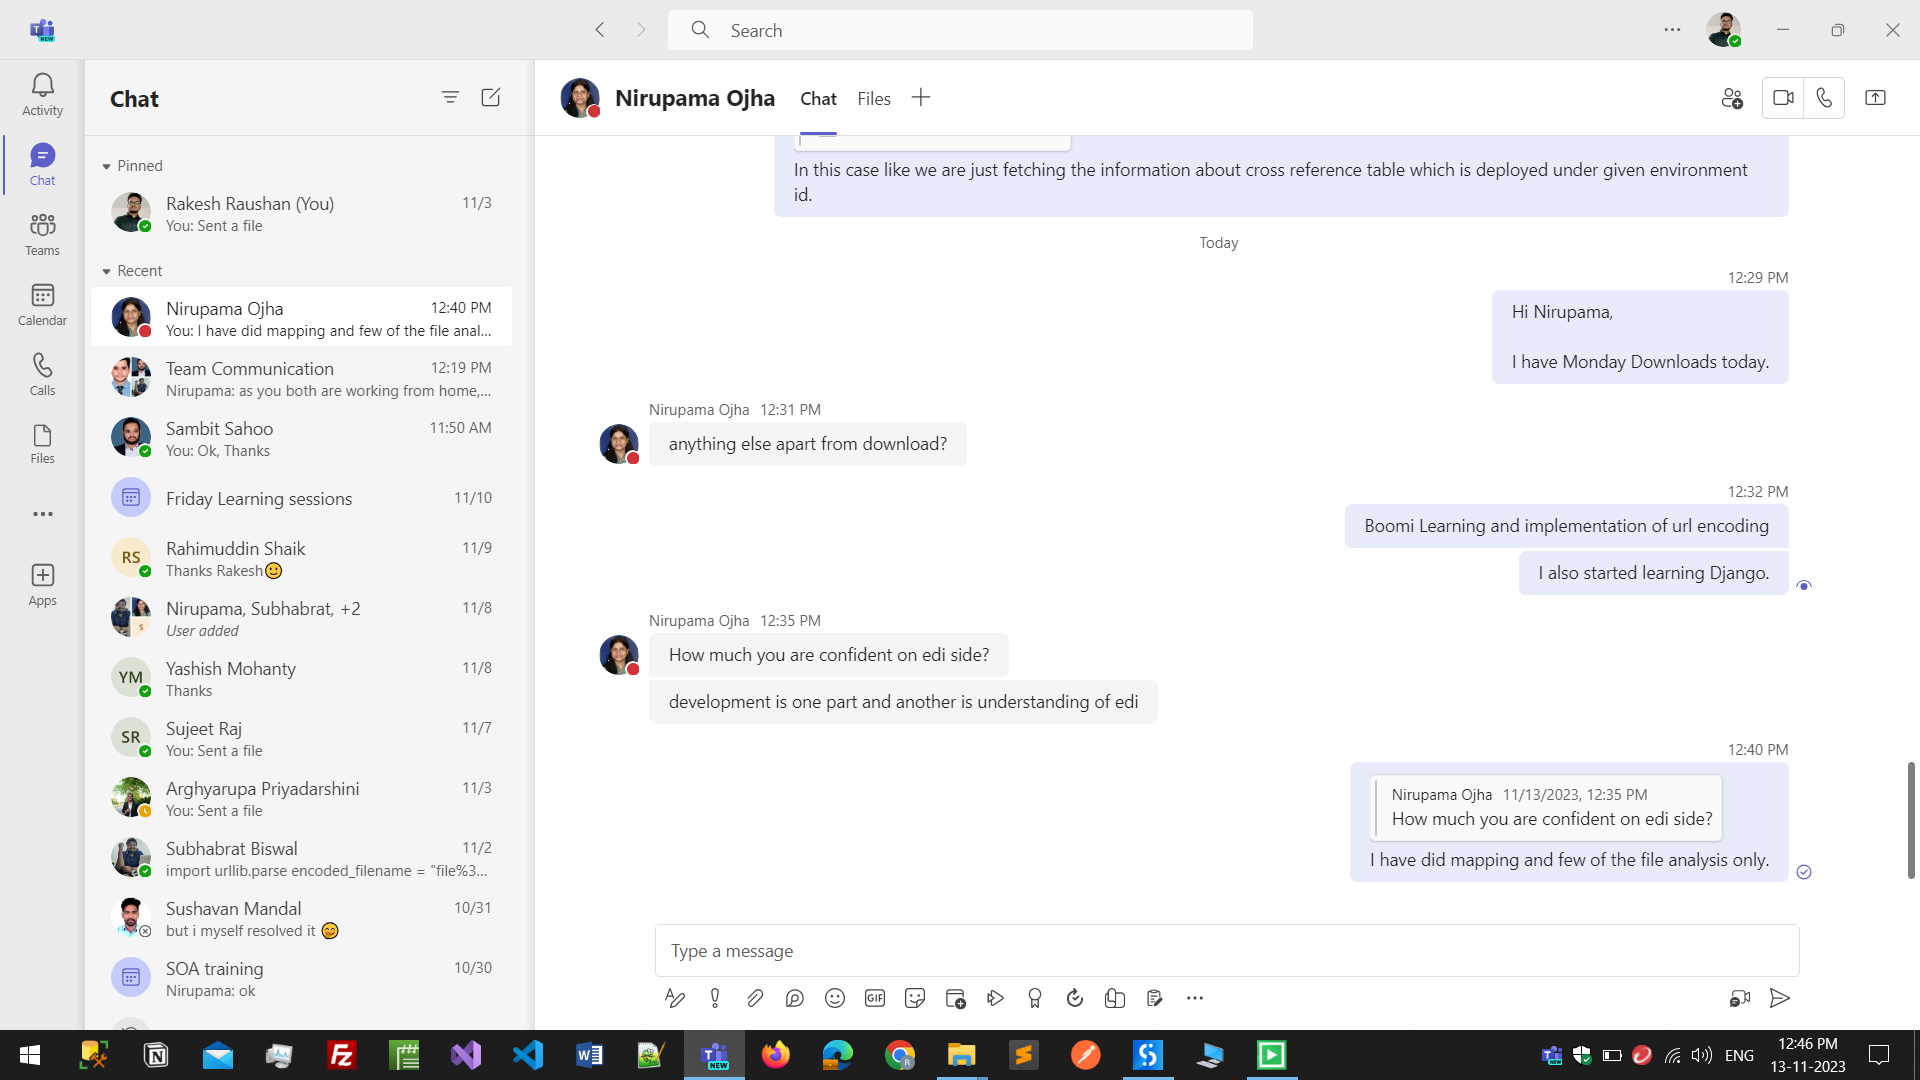 NEW
Search
Activity
Chat
Teams
Calendar
Calls
Files
Apps
Chat
Pinned
Rakesh Raushan (You) 11/3
You: Sent a file
Recent
Nirupama Ojha 12:40 PM
You: I have did mapping and few of the file anal...
Team Communication 12:19 PM
Nirupama: as you both are working from home,...
Sambit Sahoo 11:50 AM
You: Ok, Thanks
Friday Learning sessions 11/10
RS
Rahimuddin Shaik 11/9
Thanks Rakesh
Nirupama, Subhabrat, +2 11/8
S
User added
YM
Yashish Mohanty 11/8
Thanks
SR
Sujeet Raj 11/7
You: Sent a file
Arghyarupa Priyadarshini 11/3
You: Sent a file
Subhabrat Biswal 11/2
import urllib.parse encoded_filename = "file%3...
Sushavan Mandal 10/31
but i myself resolved it
SOA training 10/30
Nirupama: ok
Nirupama Ojha Chat Files
In this case like we are just fetching the information about cross reference table which is deployed under given environment
id.
Today
12:29 PM
Hi Nirupama,
I have Monday Downloads today.
Nirupama Ojha 12:31 PM
anything else apart from download?
12:32 PM
Boomi Learning and implementation of url encoding
I also started learning Django.
Nirupama Ojha 12:35 PM
How much you are confident on edi side?
development is one part and another is understanding of edi
12:40 PM
Nirupama Ojha 11/13/2023, 12:35 PM
How much you are confident on edi side?
I have did mapping and few of the file analysis only.
Type a message
GIF
NEW
ENG
12:46 PM
13-11-2023